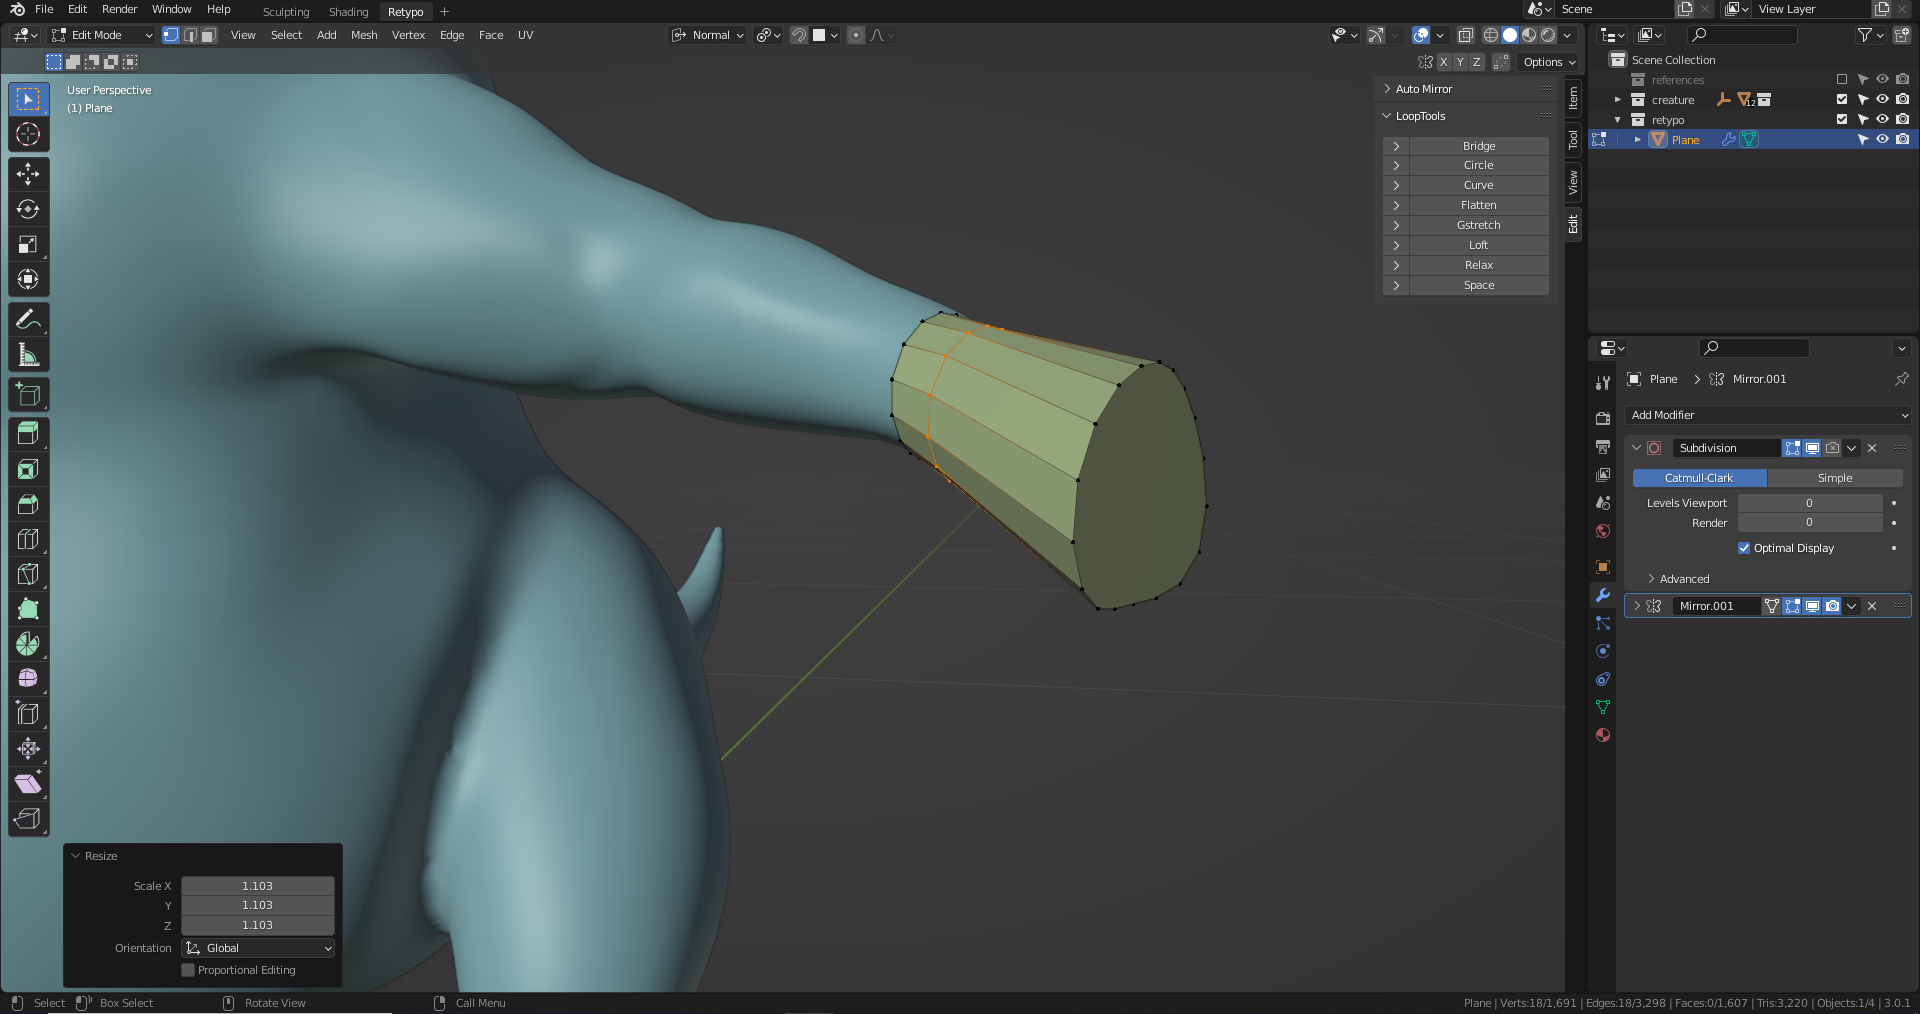 File Edit Render Window Help Sculpting Shading Retypo Scene View Layer
Edit Mode View Select Add Mesh Vertex Edge Face UV Normal
X Y Z Options
User Perspective
(1) Plane
Auto Mirror
LoopTools
Bridge
Circle
Curve
Flatten
Gstretch
Loft
Relax
Space
Item
Tool
View
Edit
Scene Collection
references
creature 12
retypo
Plane
Plane Mirror.001
Add Modifier
Subdivision
Catmull-Clark Simple
Levels Viewport 0
Render 0
Optimal Display
Advanced
Mirror.001
Resize
Scale X 1.103
Y 1.103
Z 1.103
Orientation Global
Proportional Editing
Select Box Select Rotate View Call Menu Plane | Verts:18/1,691 | Edges:18/3,298 | Faces:0/1,607 | Tris:3,220 | Objects:1/4 | 3.0.1